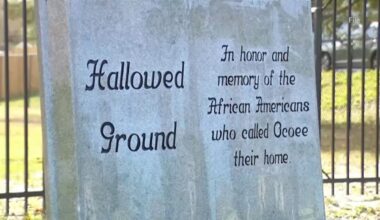 Hallowed
Ground
In honor and
memory of the
African Americans
who called Ocoee
their home.